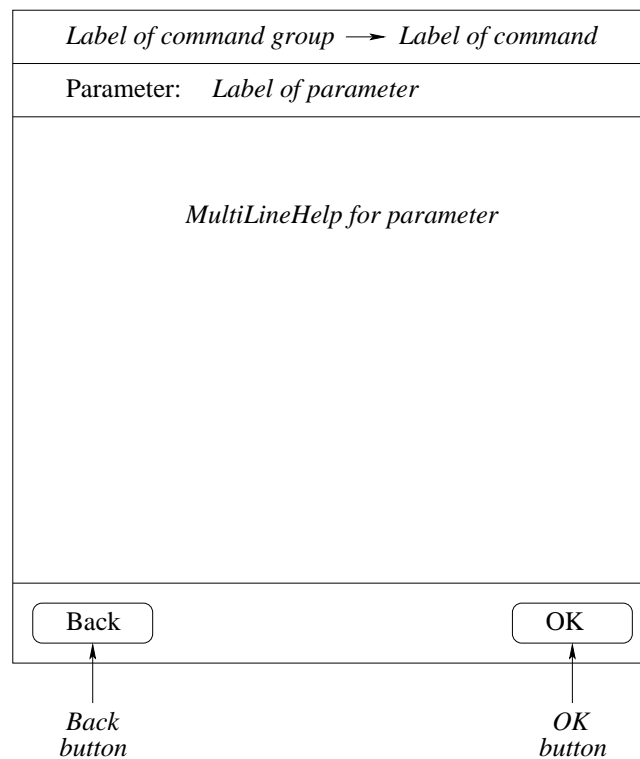 Label of command group → Label of command
Parameter: Label of parameter
MultiLineHelp for parameter
Back OK
Back OK
button button